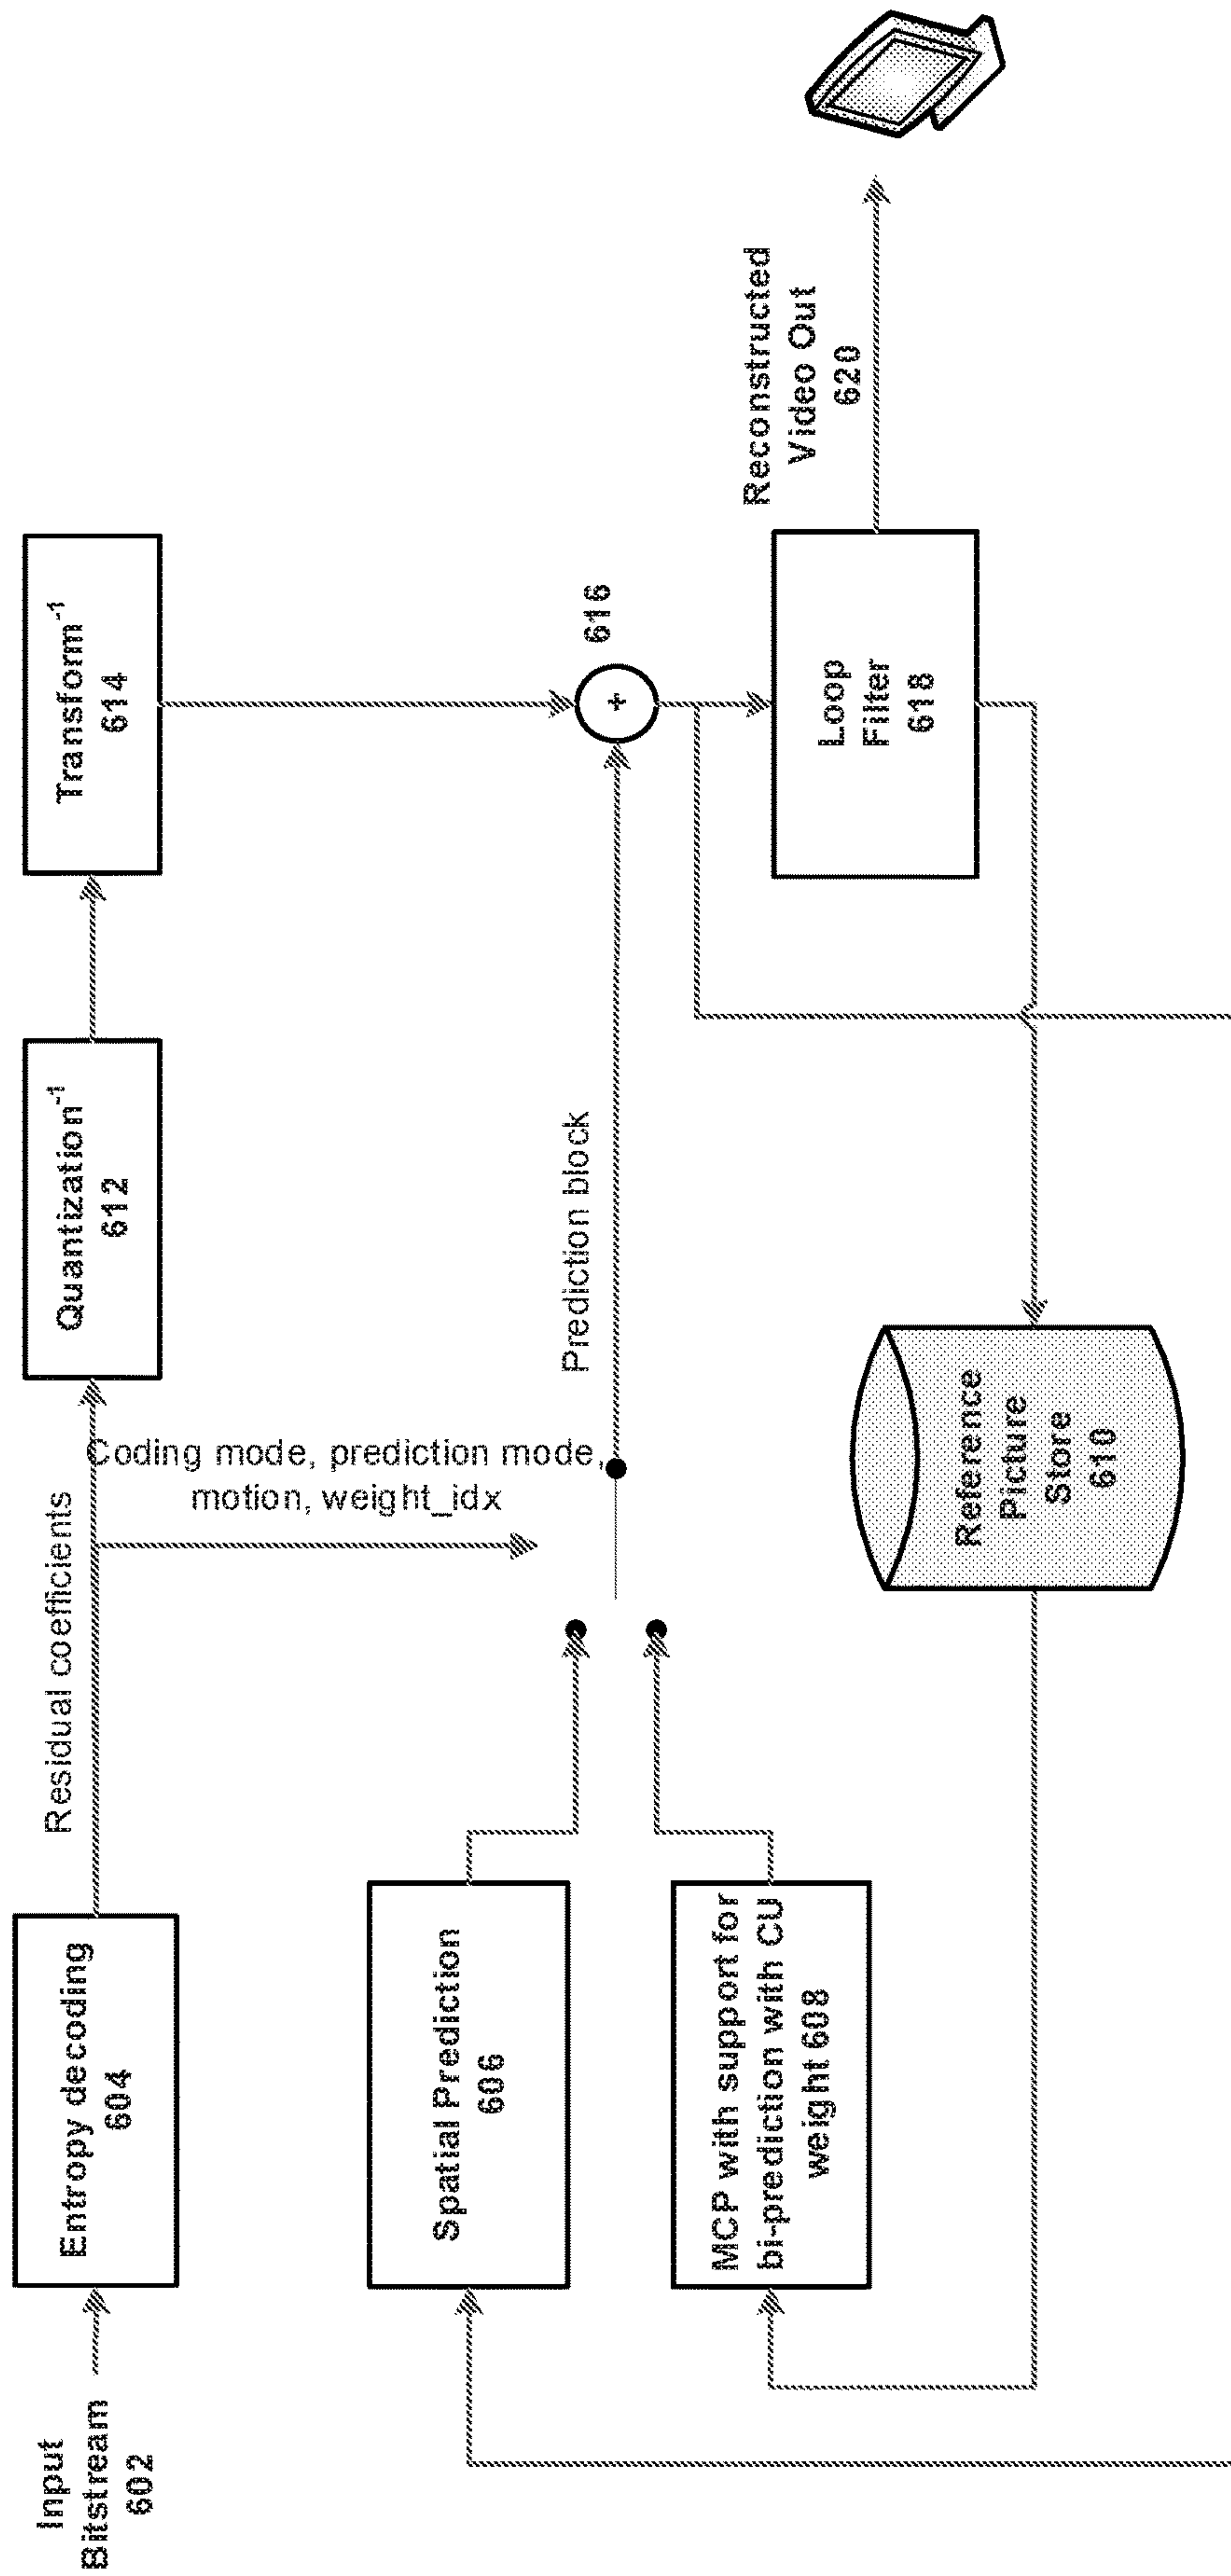 Input
Bitstream
602
Entropy decoding
604
Residual coefficients
Quantization⁻¹
612
Transform⁻¹
614
Coding mode, prediction mode,
motion, weight_idx
Spatial Prediction
606
MCP with support for
bi-prediction with CU
weight 608
Prediction block
+
616
Loop
Filter
618
Reconstructed
Video Out
620
Reference
Picture
Store
610